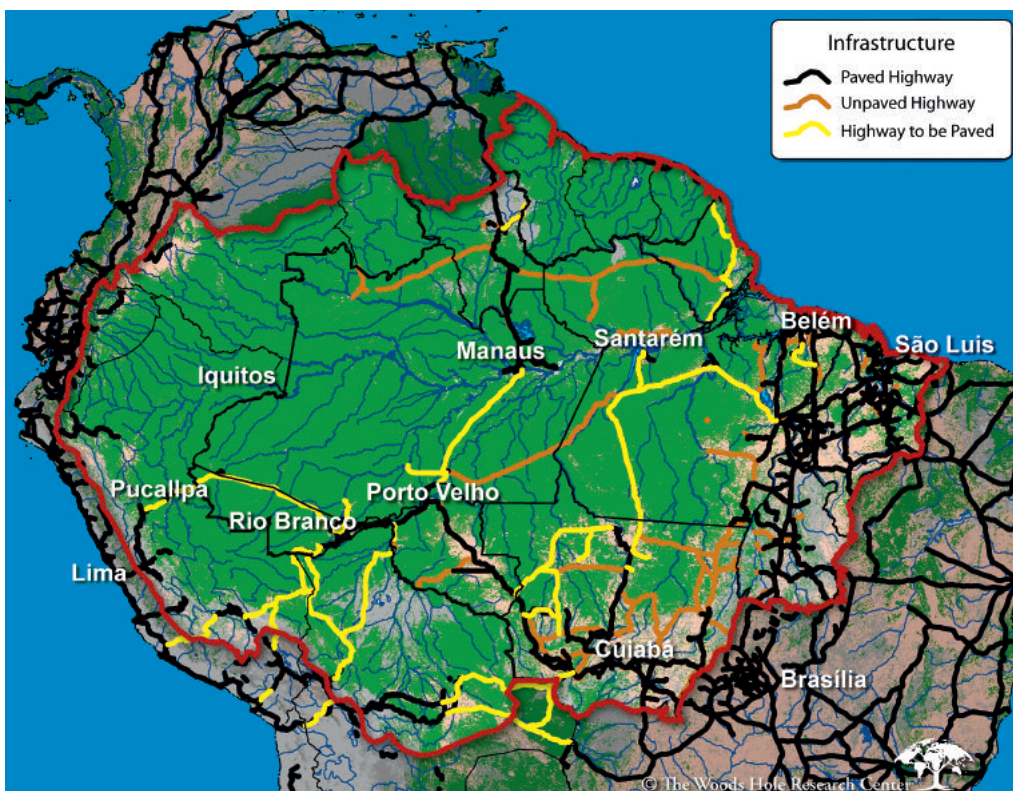 Infrastructure
Paved Highway
Unpaved Highway
Highway to be Paved
Belém
Santarém
Manaus
São Luis
Iquitos
Pucallpa
Porto Velho
Rio Branco
Lima
Cuiabá
Brasília
© The Woods Hole Research Center